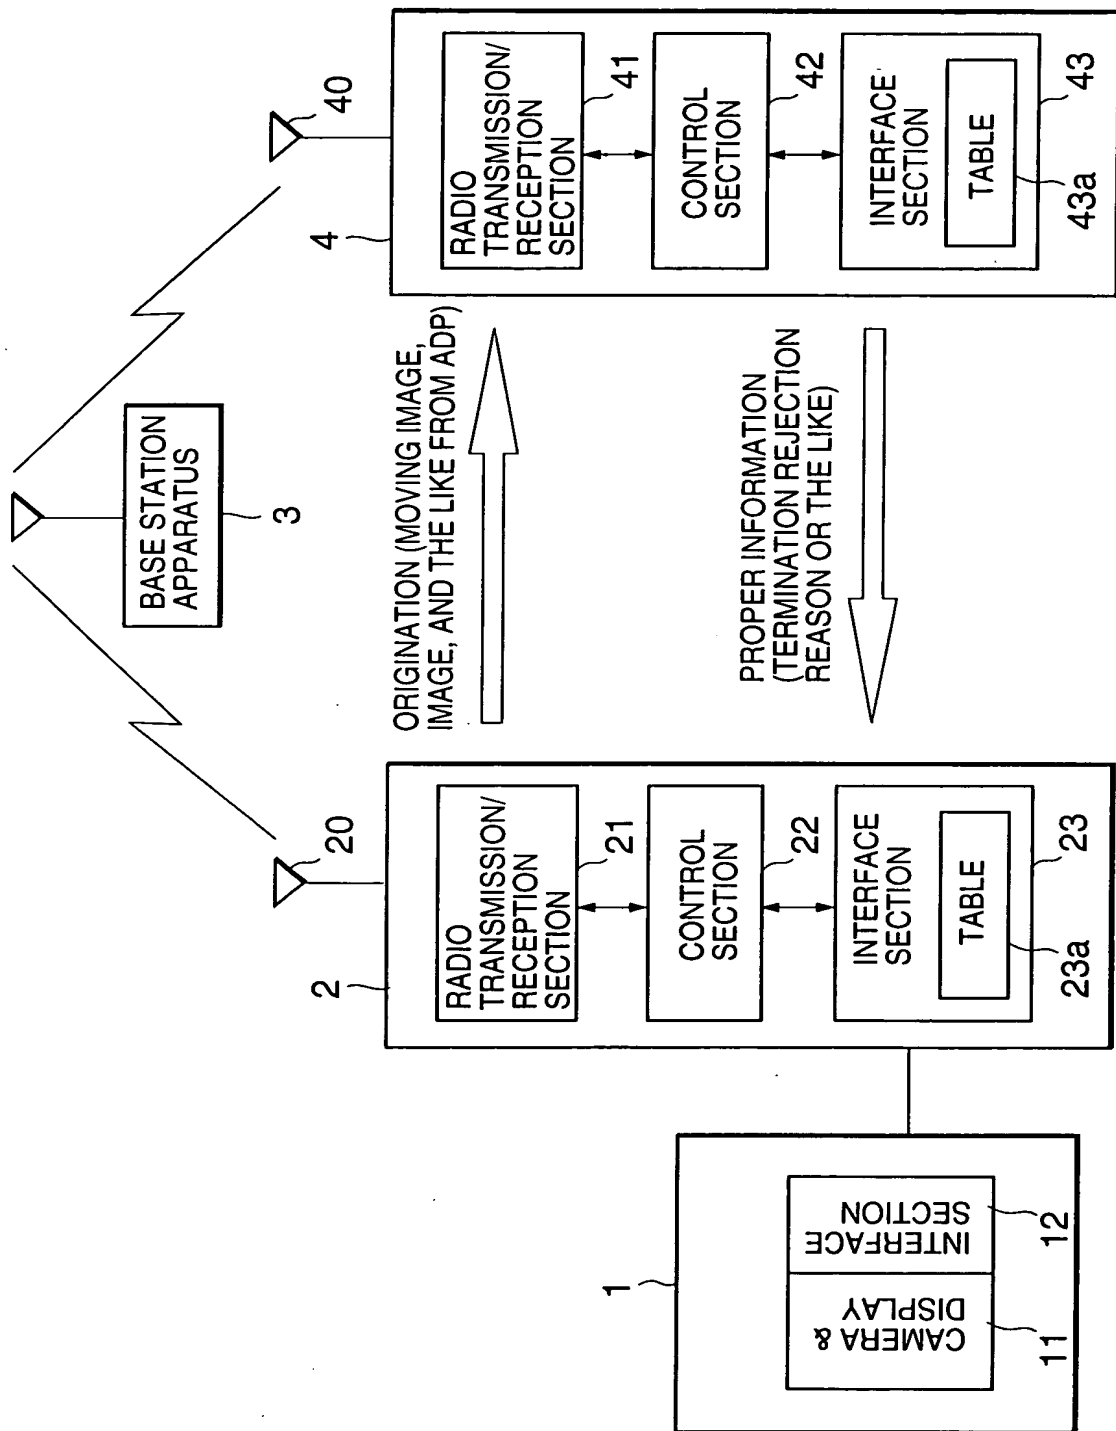 BASE STATION
APPARATUS
3
20
40
2
RADIO
TRANSMISSION/
RECEPTION
SECTION
21
CONTROL
SECTION
22
INTERFACE
SECTION
TABLE
23a
23
ORIGINATION (MOVING IMAGE,
IMAGE, AND THE LIKE FROM ADP)
PROPER INFORMATION
(TERMINATION REJECTION
REASON OR THE LIKE)
4
RADIO
TRANSMISSION/
RECEPTION
SECTION
41
CONTROL
SECTION
42
INTERFACE
SECTION
TABLE
43a
43
1
CAMERA &
DISPLAY
11
INTERFACE
SECTION
12